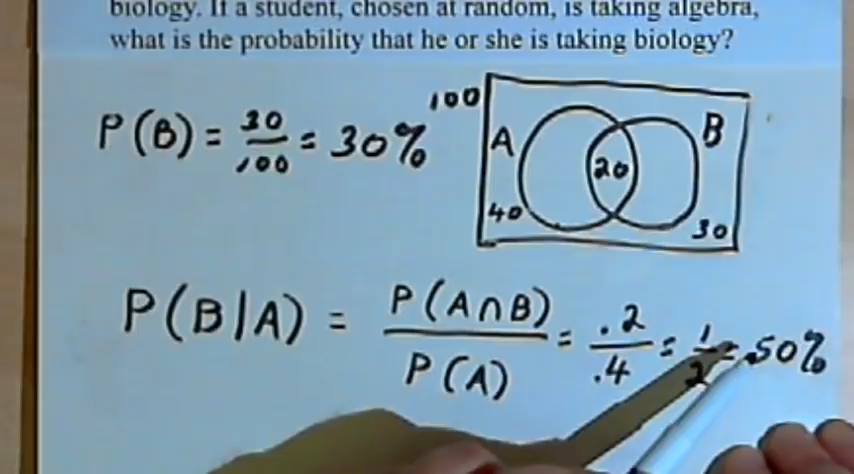 biology. If a student, chosen at random, is taking algebra,
what is the probability that he or she is taking biology?
P(B) = 30/100 = 30%
100
A
B
20
40
30
P(B|A) = P(A∩B)/P(A) = .2/.4 = 1/2 = 50%